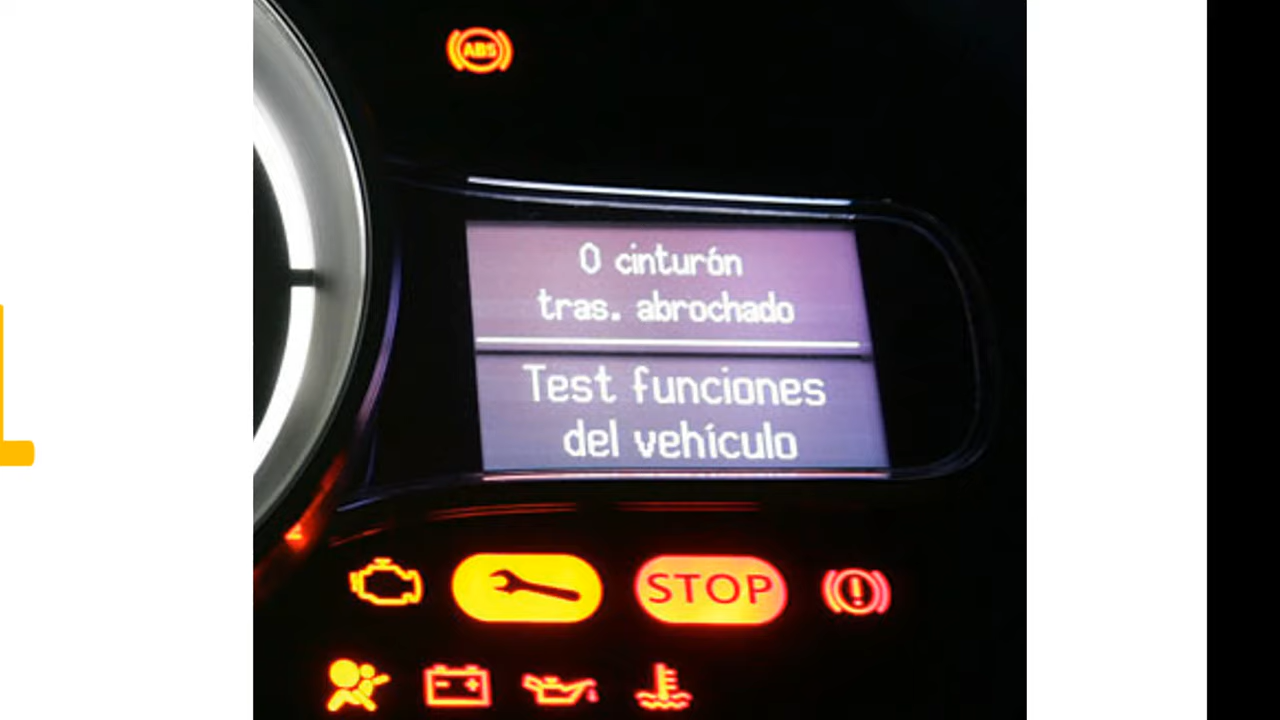 ABS
0 cinturón
tras. abrochado
Test funciones
del vehículo
STOP